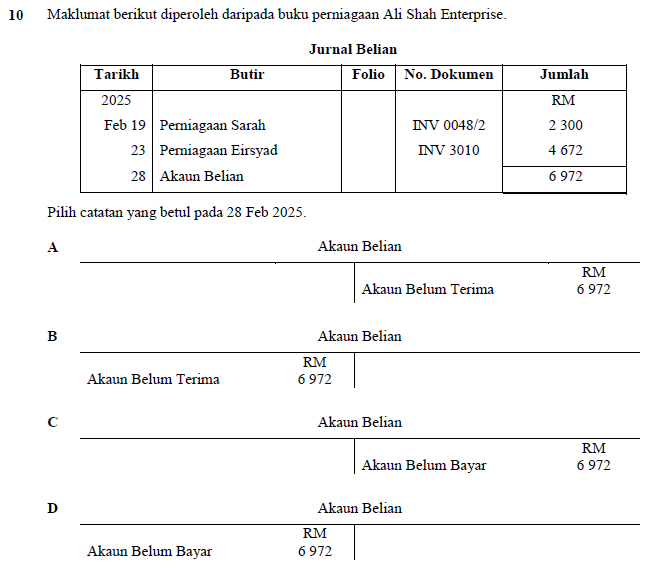 10 Maklumat berikut diperoleh daripada buku perniagaan Ali Shah Enterprise.
Jurnal Belian
Tarikh Butir Folio No. Dokumen Jumlah
2025 RM
Feb 19 Perniagaan Sarah INV 0048/2 2 300
23 Perniagaan Eirsyad INV 3010 4 672
28 Akaun Belian 6 972
Pilih catatan yang betul pada 28 Feb 2025.
A Akaun Belian
RM
Akaun Belum Terima 6 972
B Akaun Belian
RM
Akaun Belum Terima 6 972
C Akaun Belian
RM
Akaun Belum Bayar 6 972
D Akaun Belian
RM
Akaun Belum Bayar 6 972